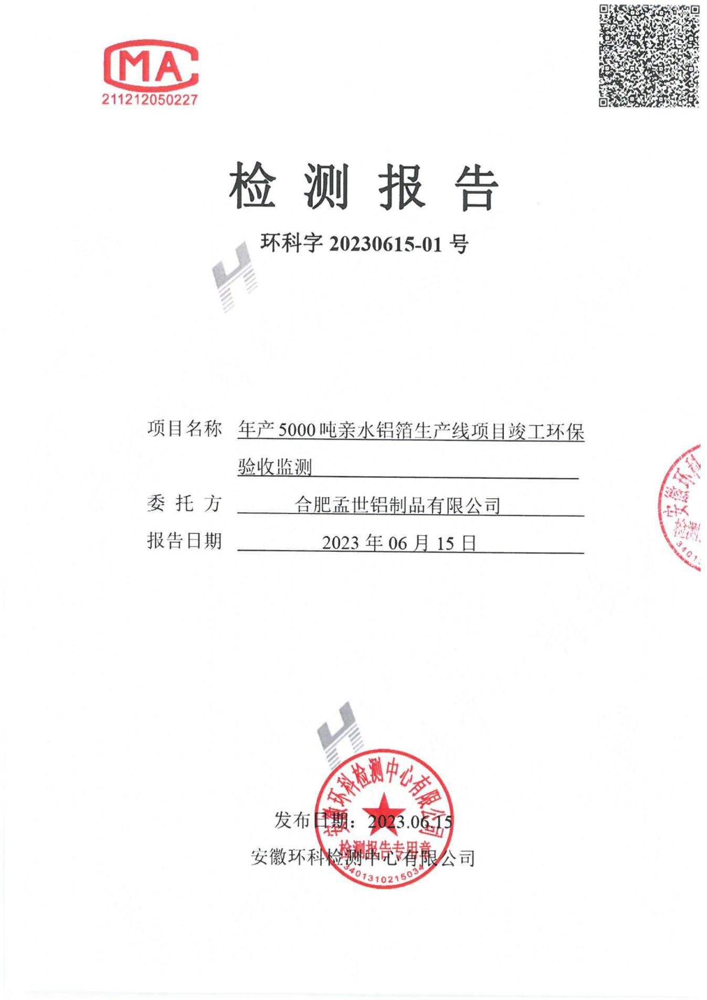 MA
211212050227
检测报告
环科字 20230615-01 号
项目名称 年产 5000 吨亲水铝箔生产线项目竣工环保
验收监测
委托方 合肥孟世铝制品有限公司
报告日期 2023 年 06 月 15 日
安徽环科
检测
3401
安徽环科检测中心有限公司
发布日期：2023.06.15
检测报告专用章
安徽环科检测中心有限公司
3401310215034